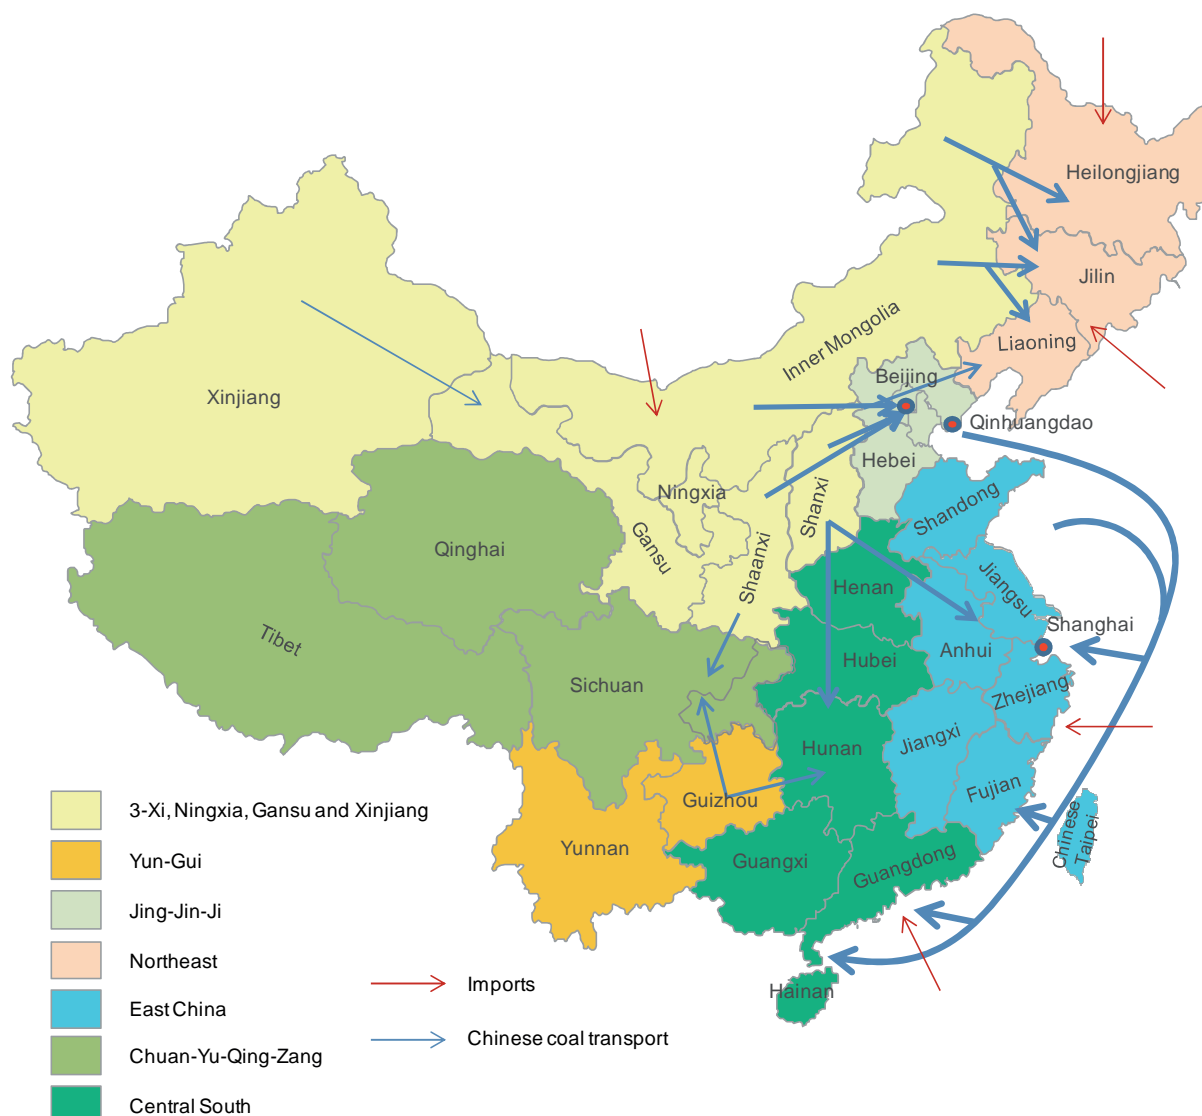 Heilongjiang
Jilin
Liaoning
Inner Mongolia
Beijing
Xinjiang
Qinhuangdao
Hebei
Ningxia
Shanxi
Shandong
Gansu
Qinghai
Shaanxi
Henan
Jiangsu
Shanghai
Tibet
Anhui
Hubei
Sichuan
Zhejiang
Hunan
Jiangxi
Fujian
Guizhou
Chinese
Taipei
Yunnan
Guangxi
Guangdong
Hainan
3-Xi, Ningxia, Gansu and Xinjiang
Yun-Gui
Jing-Jin-Ji
Northeast
East China
Chuan-Yu-Qing-Zang
Central South
Imports
Chinese coal transport